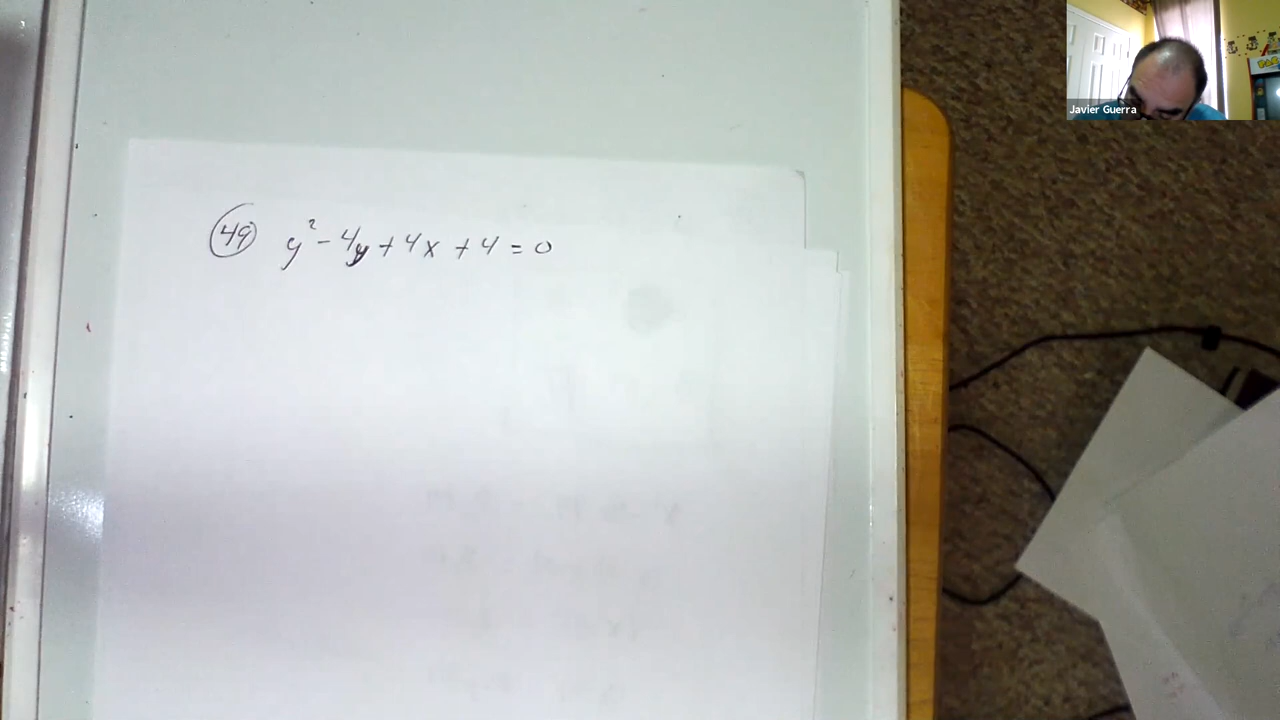 Javier Guerra
㊾ y² - 4y + 4x + 4 = 0